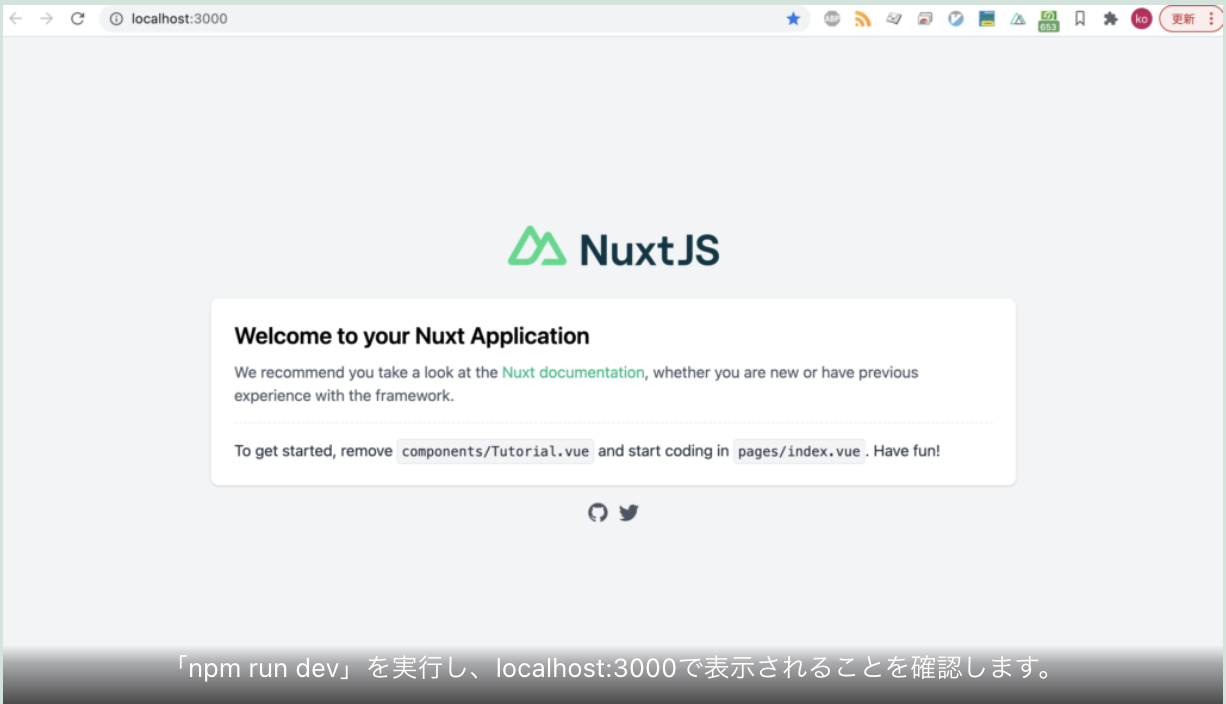 localhost:3000
ABP
653
ko
更新
NuxtJS
Welcome to your Nuxt Application
We recommend you take a look at the Nuxt documentation, whether you are new or have previous
experience with the framework.
To get started, remove components/Tutorial.vue and start coding in pages/index.vue. Have fun!
「npm run dev」を実行し、localhost:3000で表示されることを確認します。